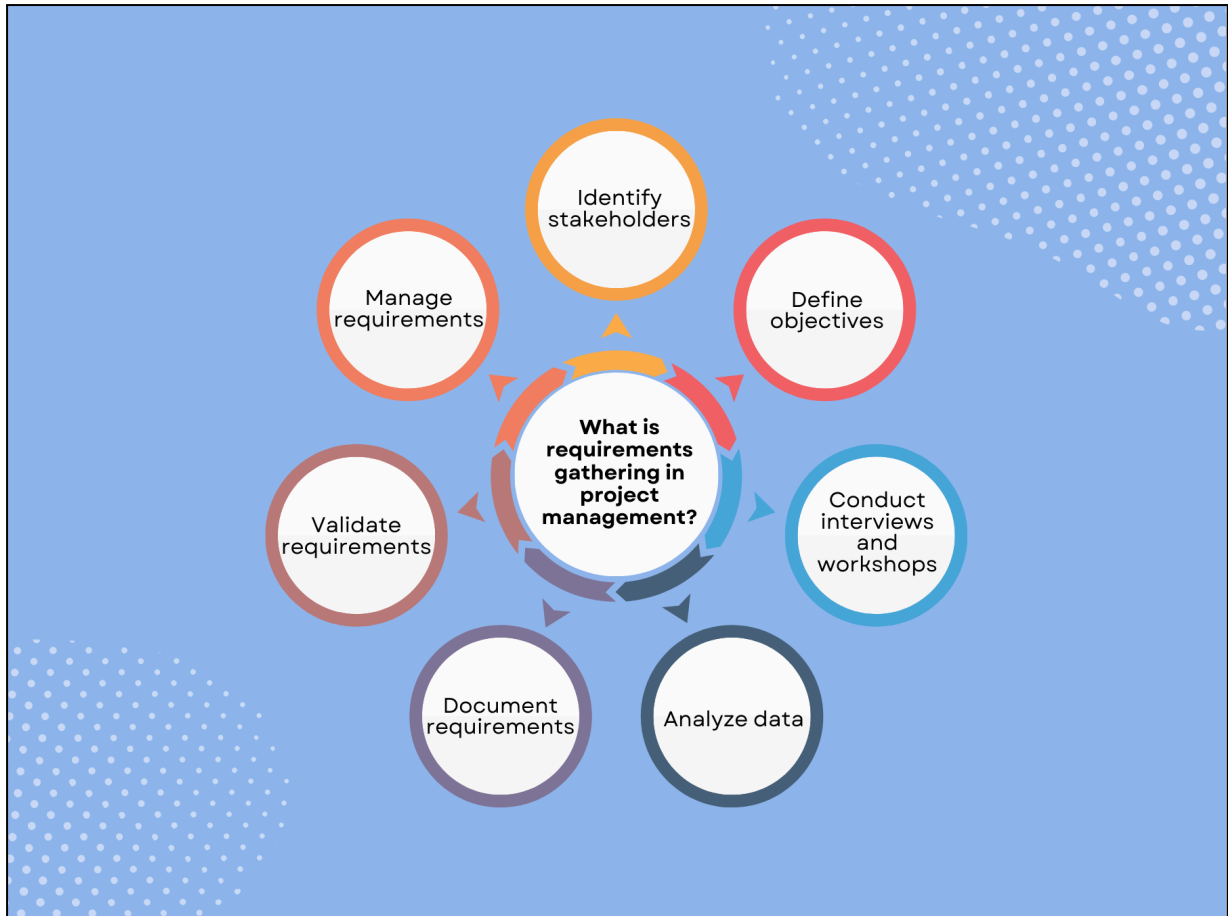 Identify
stakeholders
Define
objectives
Conduct
interviews
and
workshops
Analyze data
Document
requirements
Validate
requirements
Manage
requirements
What is
requirements
gathering in
project
management?